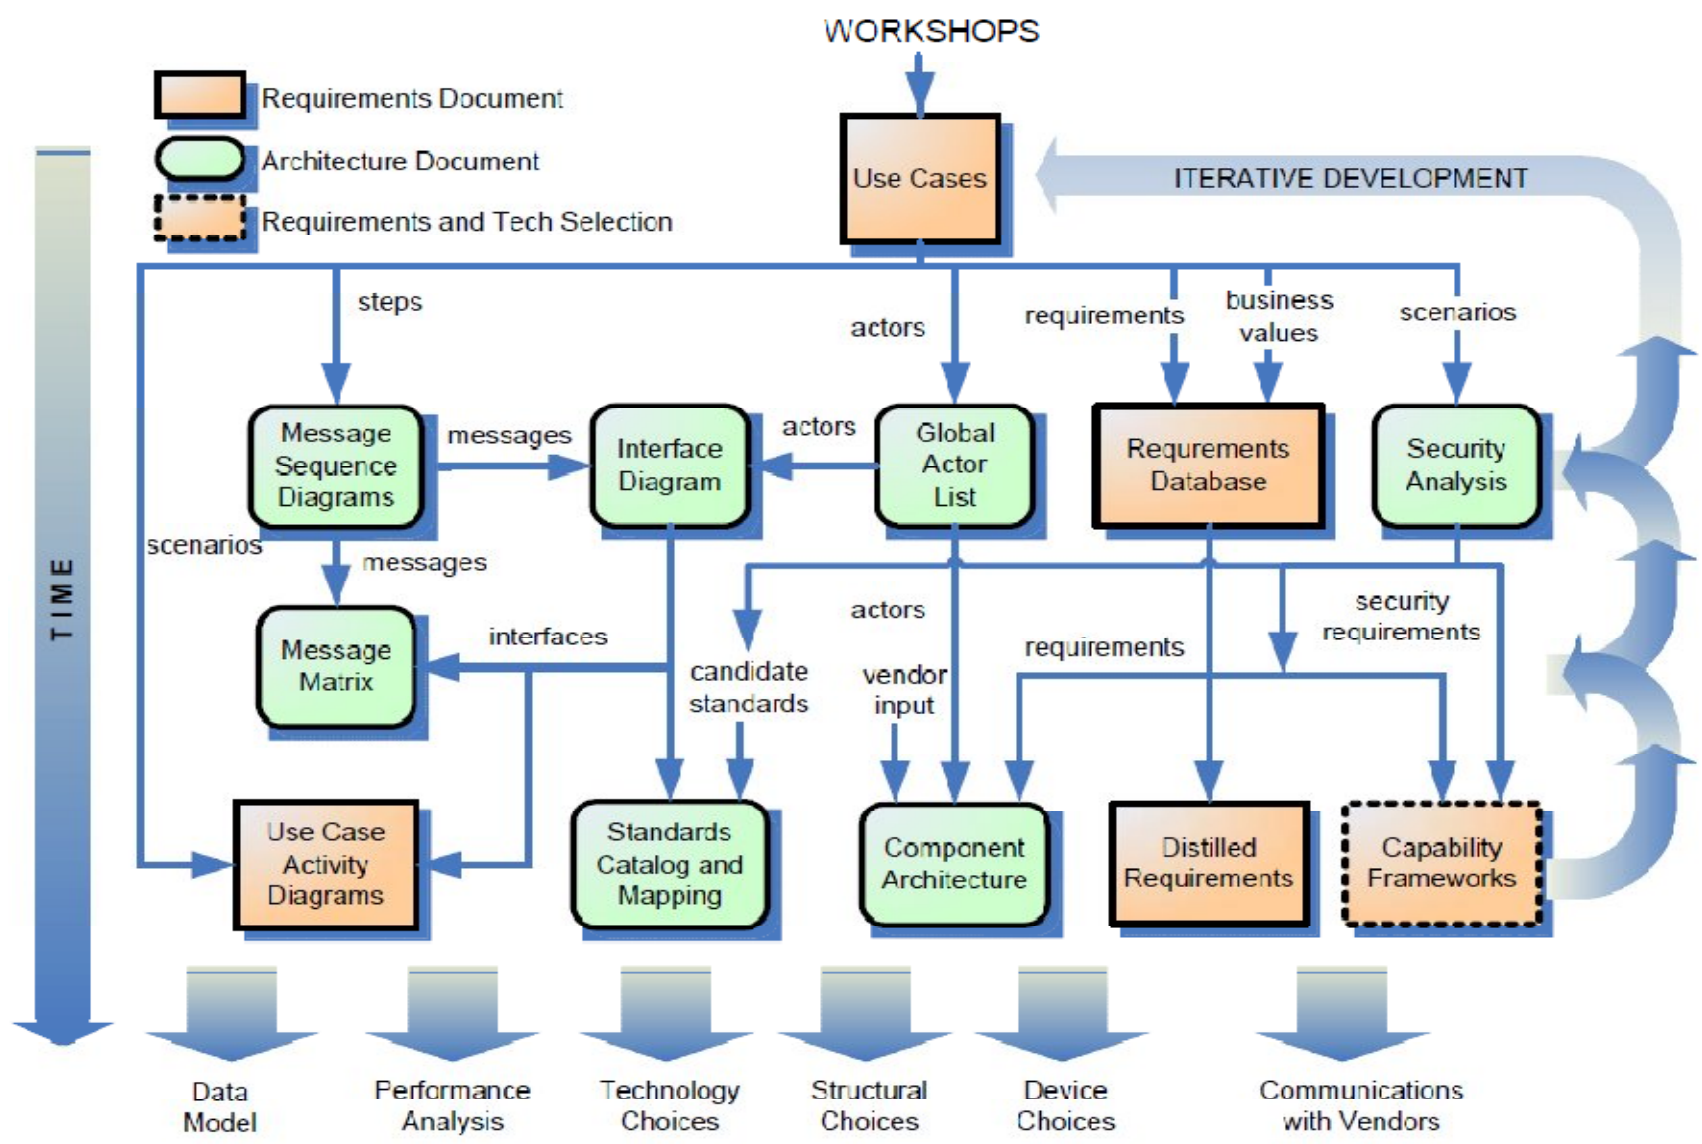 WORKSHOPS
Requirements Document
Architecture Document
Requirements and Tech Selection
Use Cases
ITERATIVE DEVELOPMENT
TIME
steps
actors
requirements
business
values
scenarios
Message
Sequence
Diagrams
messages
Interface
Diagram
actors
Global
Actor
List
Requrements
Database
Security
Analysis
scenarios
messages
actors
security
requirements
Message
Matrix
interfaces
candidate
standards
vendor
input
requirements
Use Case
Activity
Diagrams
Standards
Catalog and
Mapping
Component
Architecture
Distilled
Requirements
Capability
Frameworks
Data
Model
Performance
Analysis
Technology
Choices
Structural
Choices
Device
Choices
Communications
with Vendors